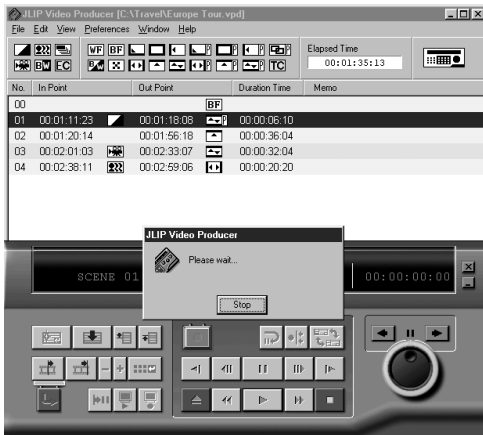 JLIP Video Producer [C:\Travel\Europe Tour.vpd]
File Edit View Preferences Window Help
WF BF P P P P
Elapsed Time
00:01:35:13
BW EC B/W P P P TC
No. In Point Out Point Duration Time Memo
00 BF
01 00:01:11:23 00:01:18:08 P 00:00:06:10
02 00:01:20:14 00:01:56:18 00:00:36:04
03 00:02:01:03 00:02:33:07 00:00:32:04
04 00:02:38:11 00:02:59:06 00:00:20:20
JLIP Video Producer
Please wait...
Stop
SCENE 01
00:00:00:00